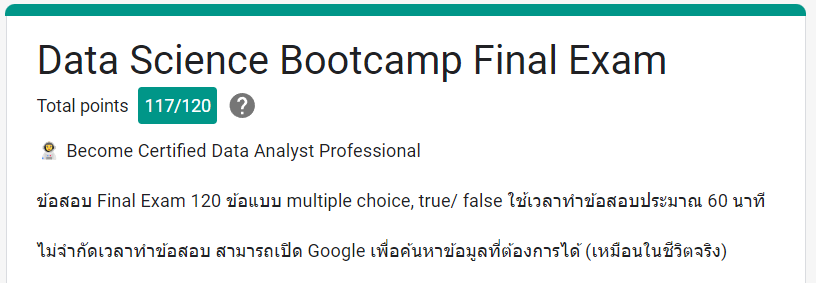 Data Science Bootcamp Final Exam
Total points 117/120 ?
👩‍🚀 Become Certified Data Analyst Professional
ข้อสอบ Final Exam 120 ข้อแบบ multiple choice, true/ false ใช้เวลาทำข้อสอบประมาณ 60 นาที
ไม่จำกัดเวลาทำข้อสอบ สามารถเปิด Google เพื่อค้นหาข้อมูลที่ต้องการได้ (เหมือนในชีวิตจริง)